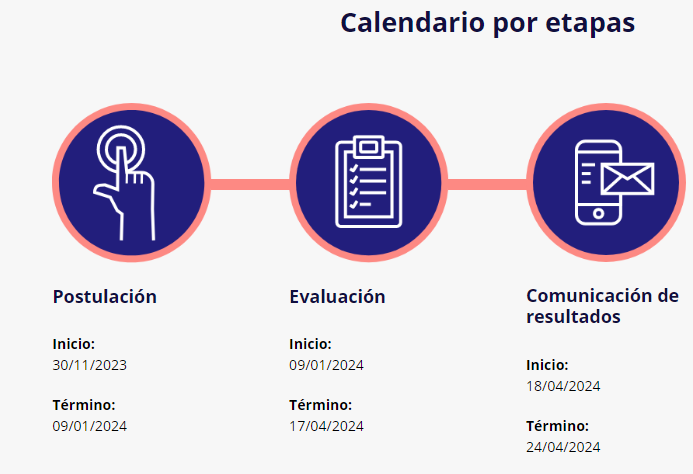 Calendario por etapas
Postulación
Inicio:
30/11/2023
Término:
09/01/2024
Evaluación
Inicio:
09/01/2024
Término:
17/04/2024
Comunicación de
resultados
Inicio:
18/04/2024
Término:
24/04/2024